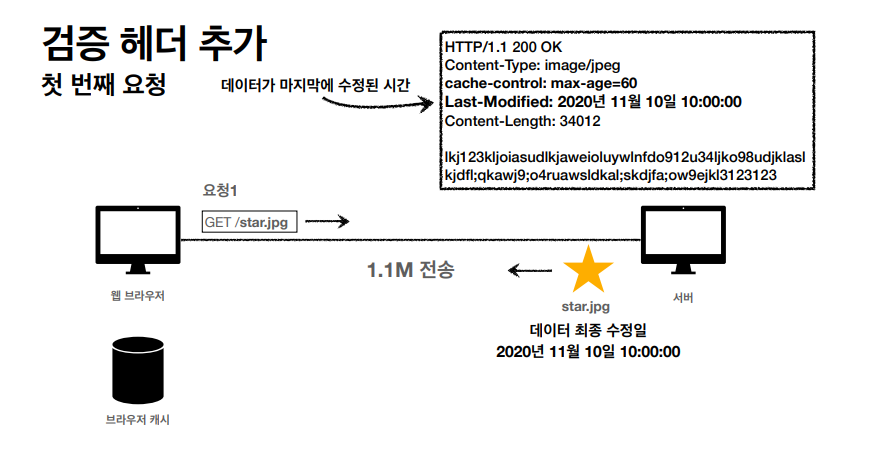 검증 헤더 추가
첫 번째 요청
데이터가 마지막에 수정된 시간
HTTP/1.1 200 OK
Content-Type: image/jpeg
cache-control: max-age=60
Last-Modified: 2020년 11월 10일 10:00:00
Content-Length: 34012
lkj123kljoiasudlkjaweioluywlnfdo912u34ljko98udjklasl
kjdfl;qkawj9;o4ruawsldkal;skdjfa;ow9ejkl3123123
요청1
GET /star.jpg
1.1M 전송
웹 브라우저
star.jpg
서버
데이터 최종 수정일
2020년 11월 10일 10:00:00
브라우저 캐시